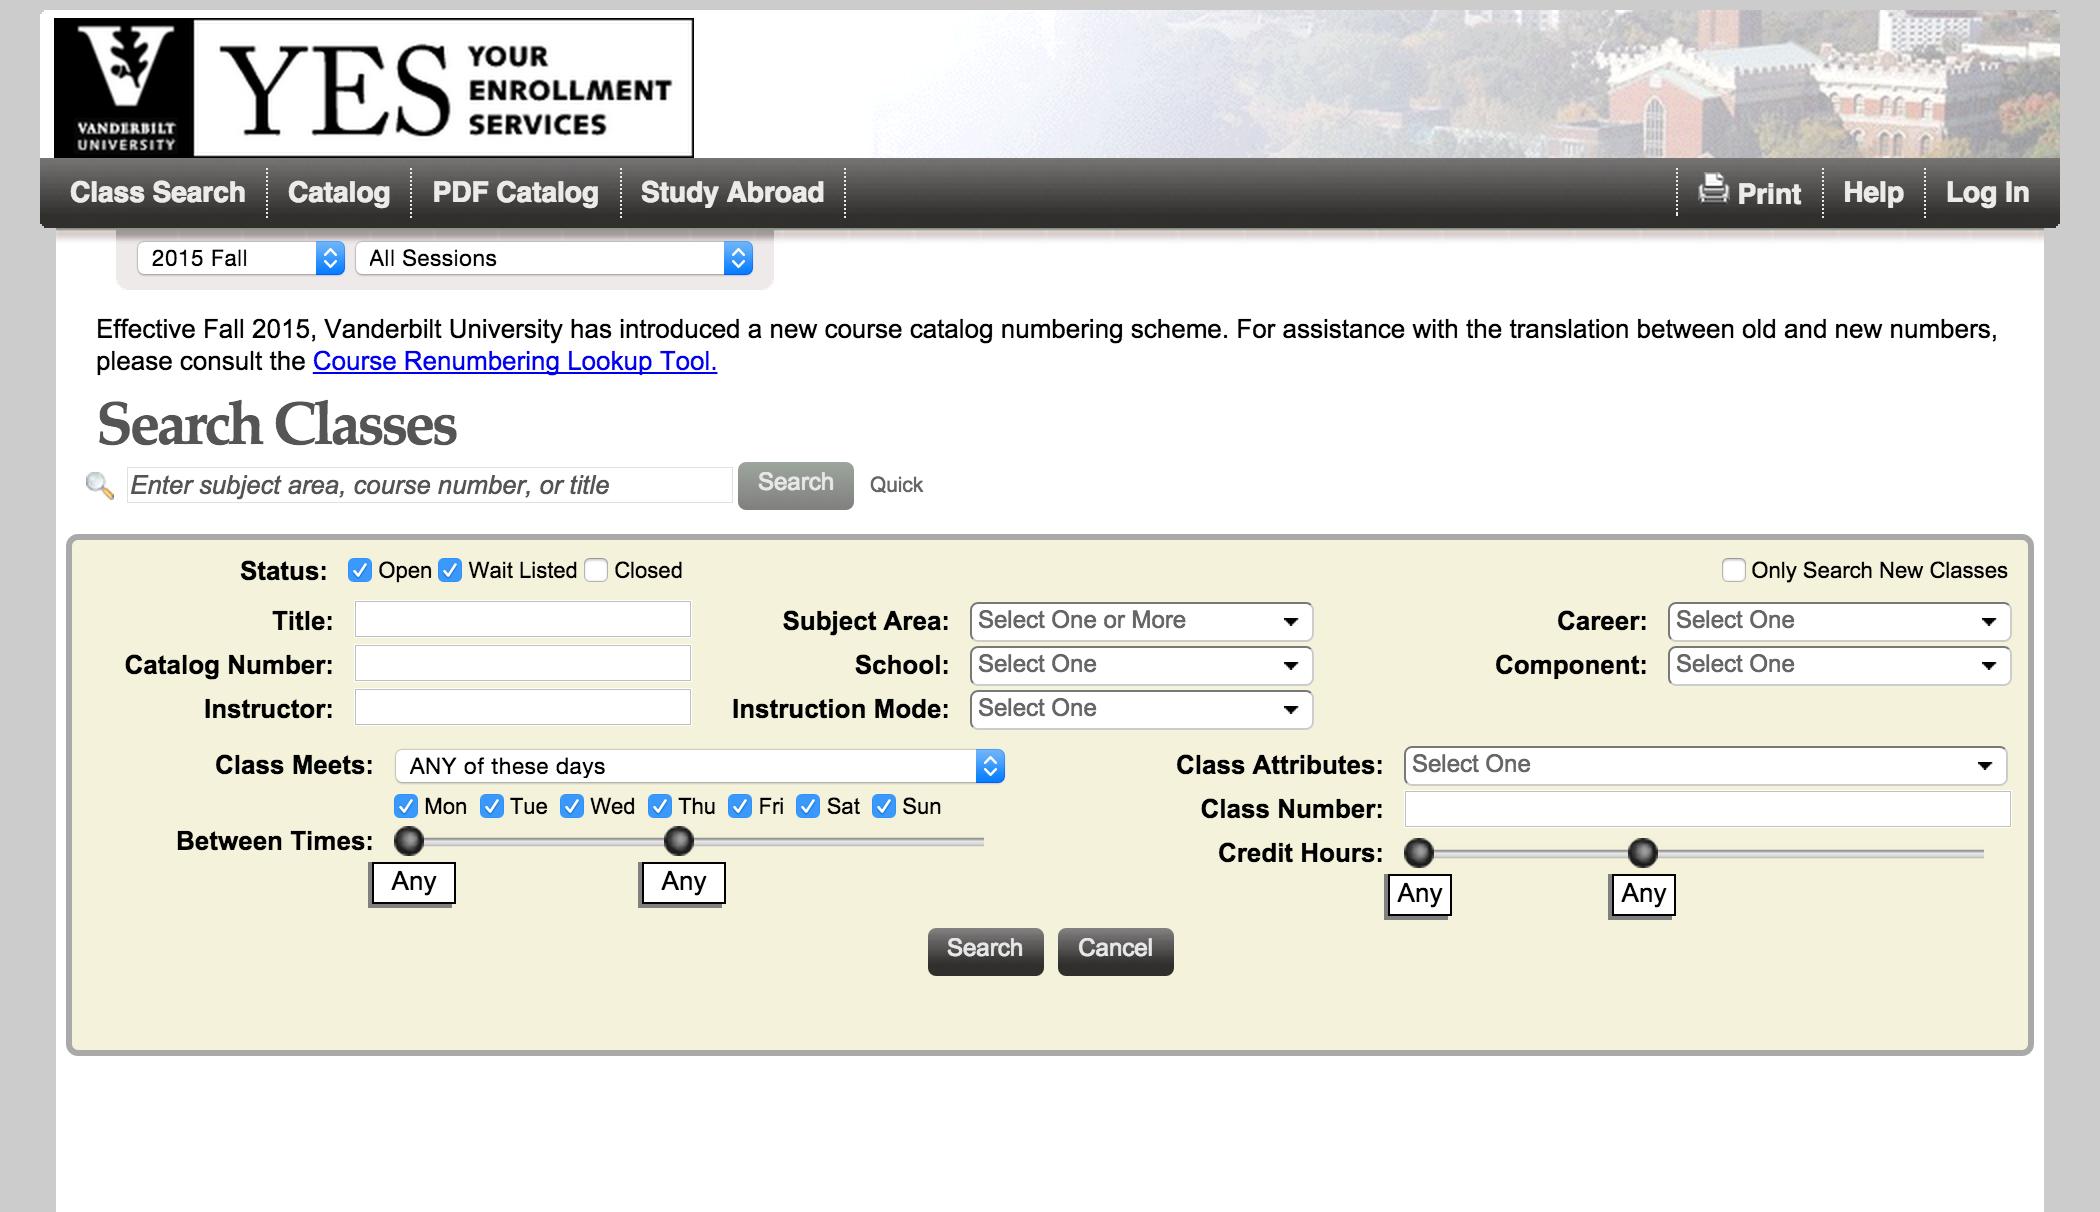 VANDERBILT
UNIVERSITY
YES
YOUR
ENROLLMENT
SERVICES
Class Search Catalog PDF Catalog Study Abroad Print Help Log In
2015 Fall All Sessions
Effective Fall 2015, Vanderbilt University has introduced a new course catalog numbering scheme. For assistance with the translation between old and new numbers,
please consult the Course Renumbering Lookup Tool.
Search Classes
Enter subject area, course number, or title Search Quick
Status: Open Wait Listed Closed Only Search New Classes
Title: Subject Area: Select One or More Career: Select One
Catalog Number: School: Select One Component: Select One
Instructor: Instruction Mode: Select One
Class Meets: ANY of these days Class Attributes: Select One
Mon Tue Wed Thu Fri Sat Sun Class Number:
Between Times: Credit Hours:
Any Any Any Any
Search Cancel